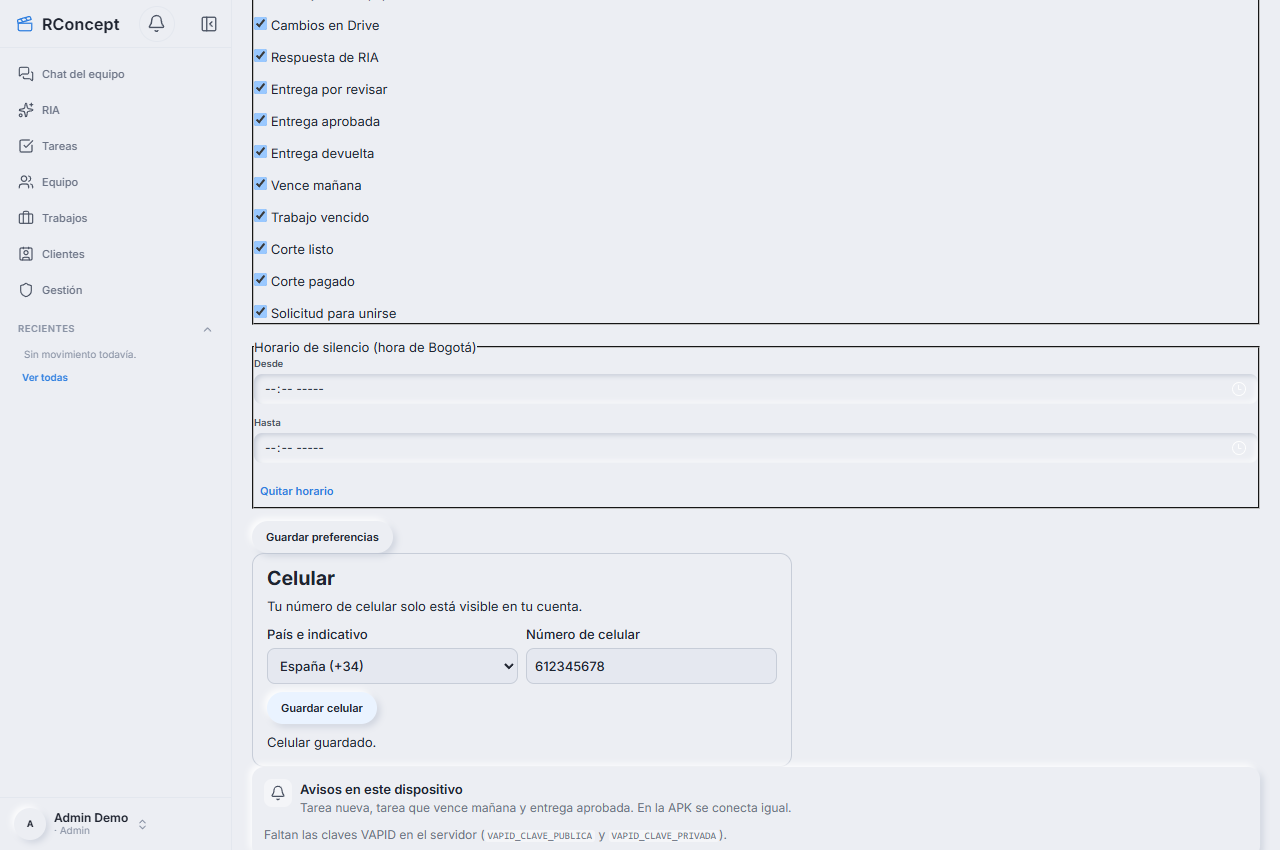 RConcept
Chat del equipo
RIA
Tareas
Equipo
Trabajos
Clientes
Gestión
RECIENTES
Sin movimiento todavía.
Ver todas
Admin Demo
· Admin
A
Cambios en Drive
Respuesta de RIA
Entrega por revisar
Entrega aprobada
Entrega devuelta
Vence mañana
Trabajo vencido
Corte listo
Corte pagado
Solicitud para unirse
Horario de silencio (hora de Bogotá)
Desde
--:-- -----
Hasta
--:-- -----
Quitar horario
Guardar preferencias
Celular
Tu número de celular solo está visible en tu cuenta.
País e indicativo
España (+34)
Número de celular
612345678
Guardar celular
Celular guardado.
Avisos en este dispositivo
Tarea nueva, tarea que vence mañana y entrega aprobada. En la APK se conecta igual.
Faltan las claves VAPID en el servidor ( VAPID_CLAVE_PUBLICA y VAPID_CLAVE_PRIVADA ).